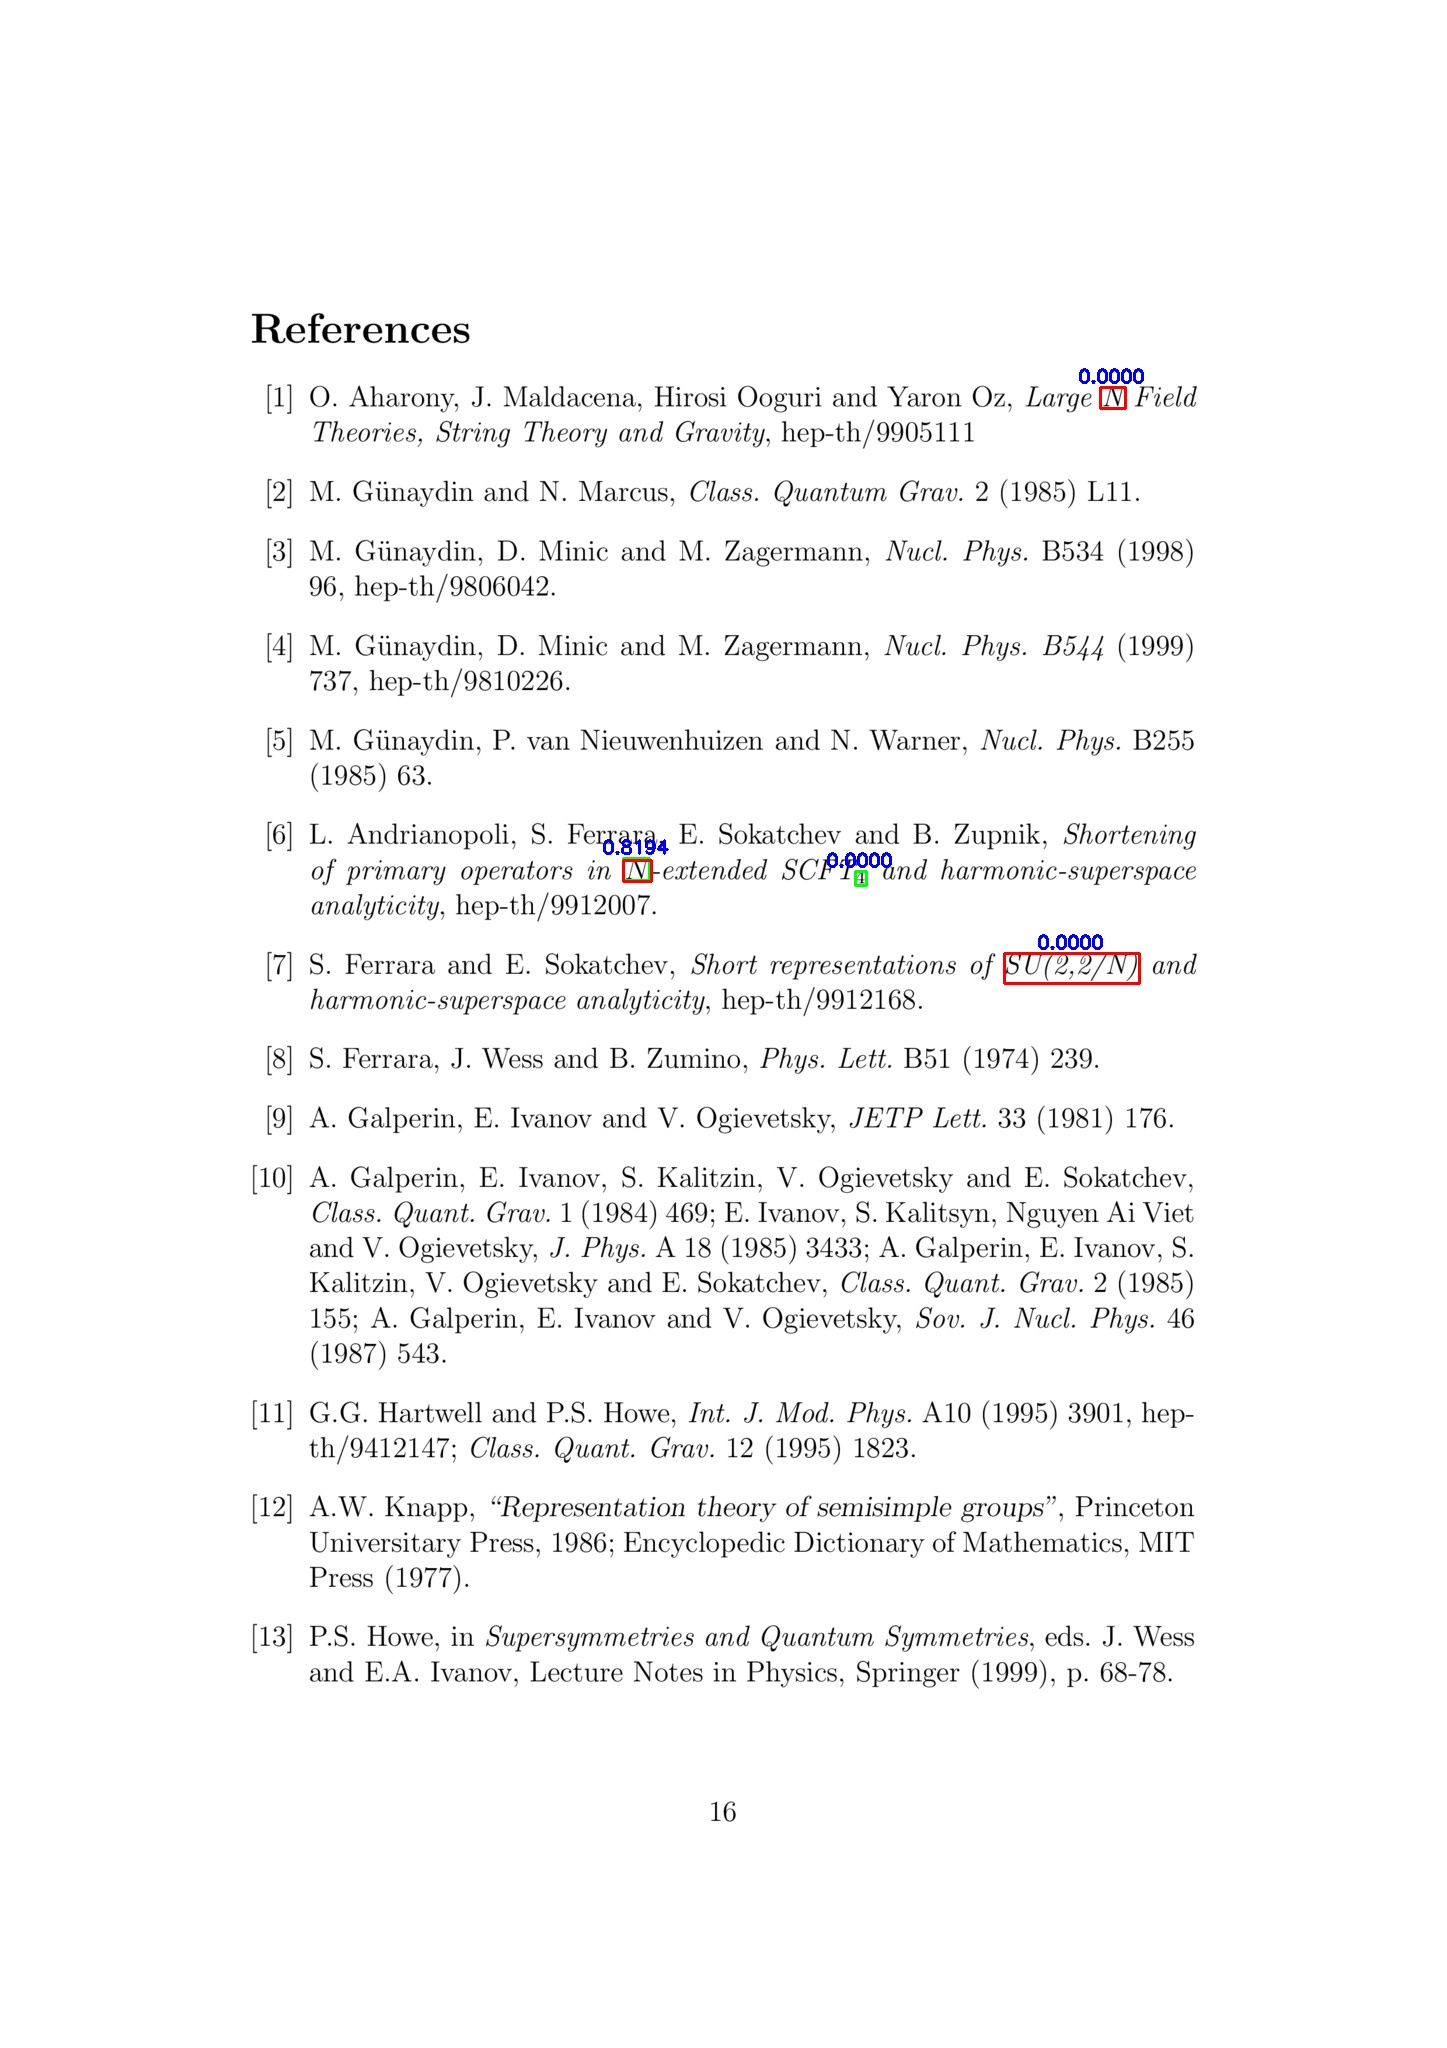 References
0.0000
[1] O. Aharony, J. Maldacena, Hirosi Ooguri and Yaron Oz, Large N Field
Theories, String Theory and Gravity, hep-th/9905111
[2] M. Günaydin and N. Marcus, Class. Quantum Grav. 2 (1985) L11.
[3] M. Günaydin, D. Minic and M. Zagermann, Nucl. Phys. B534 (1998)
96, hep-th/9806042.
[4] M. Günaydin, D. Minic and M. Zagermann, Nucl. Phys. B544 (1999)
737, hep-th/9810226.
[5] M. Günaydin, P. van Nieuwenhuizen and N. Warner, Nucl. Phys. B255
(1985) 63.
[6] L. Andrianopoli, S. Ferrara, E. Sokatchev and B. Zupnik, Shortening
0.8194 0.0000
of primary operators in N-extended SCFT4 and harmonic-superspace
analyticity, hep-th/9912007.
0.0000
[7] S. Ferrara and E. Sokatchev, Short representations of SU(2,2/N) and
harmonic-superspace analyticity, hep-th/9912168.
[8] S. Ferrara, J. Wess and B. Zumino, Phys. Lett. B51 (1974) 239.
[9] A. Galperin, E. Ivanov and V. Ogievetsky, JETP Lett. 33 (1981) 176.
[10] A. Galperin, E. Ivanov, S. Kalitzin, V. Ogievetsky and E. Sokatchev,
Class. Quant. Grav. 1 (1984) 469; E. Ivanov, S. Kalitsyn, Nguyen Ai Viet
and V. Ogievetsky, J. Phys. A 18 (1985) 3433; A. Galperin, E. Ivanov, S.
Kalitzin, V. Ogievetsky and E. Sokatchev, Class. Quant. Grav. 2 (1985)
155; A. Galperin, E. Ivanov and V. Ogievetsky, Sov. J. Nucl. Phys. 46
(1987) 543.
[11] G.G. Hartwell and P.S. Howe, Int. J. Mod. Phys. A10 (1995) 3901, hep-
th/9412147; Class. Quant. Grav. 12 (1995) 1823.
[12] A.W. Knapp, “Representation theory of semisimple groups”, Princeton
Universitary Press, 1986; Encyclopedic Dictionary of Mathematics, MIT
Press (1977).
[13] P.S. Howe, in Supersymmetries and Quantum Symmetries, eds. J. Wess
and E.A. Ivanov, Lecture Notes in Physics, Springer (1999), p. 68-78.
16